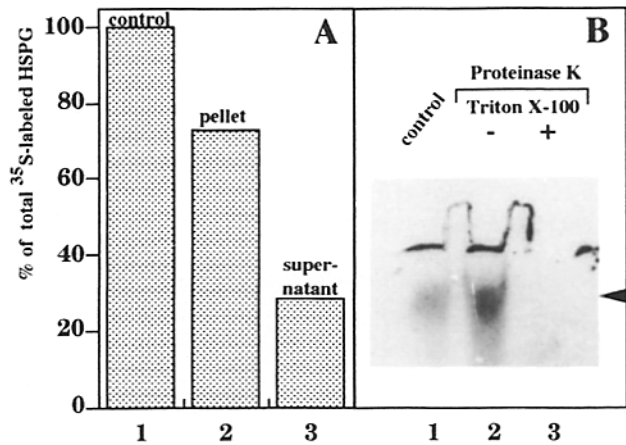 % of total ³⁵S-labeled HSPG
100
80
60
40
20
0
A
control
pellet
super-
natant
1 2 3
B
Proteinase K
control
Triton X-100
- +
1 2 3